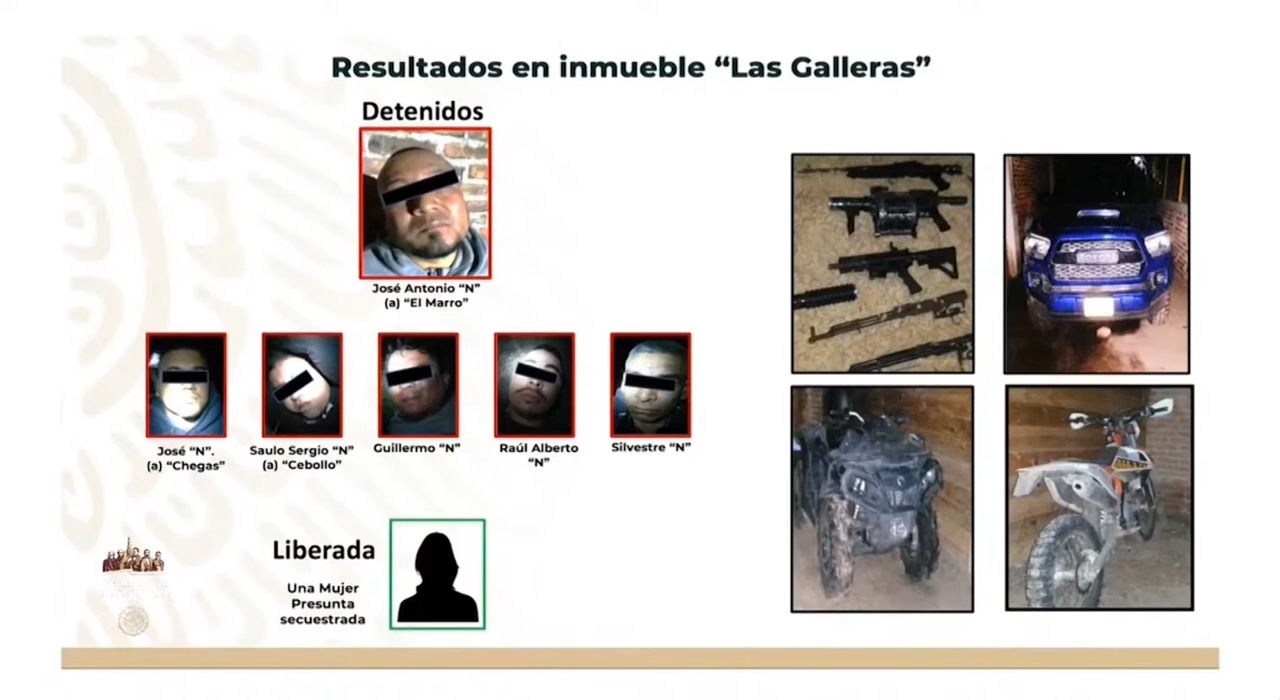 Resultados en inmueble “Las Galleras”
Detenidos
José Antonio “N”
(a) “El Marro”
José “N”.
(a) “Chegas”
Saulo Sergio “N”
(a) “Cebollo”
Guillermo “N”
Raúl Alberto
“N”
Silvestre “N”
Liberada
Una Mujer
Presunta
secuestrada
TOYOTA